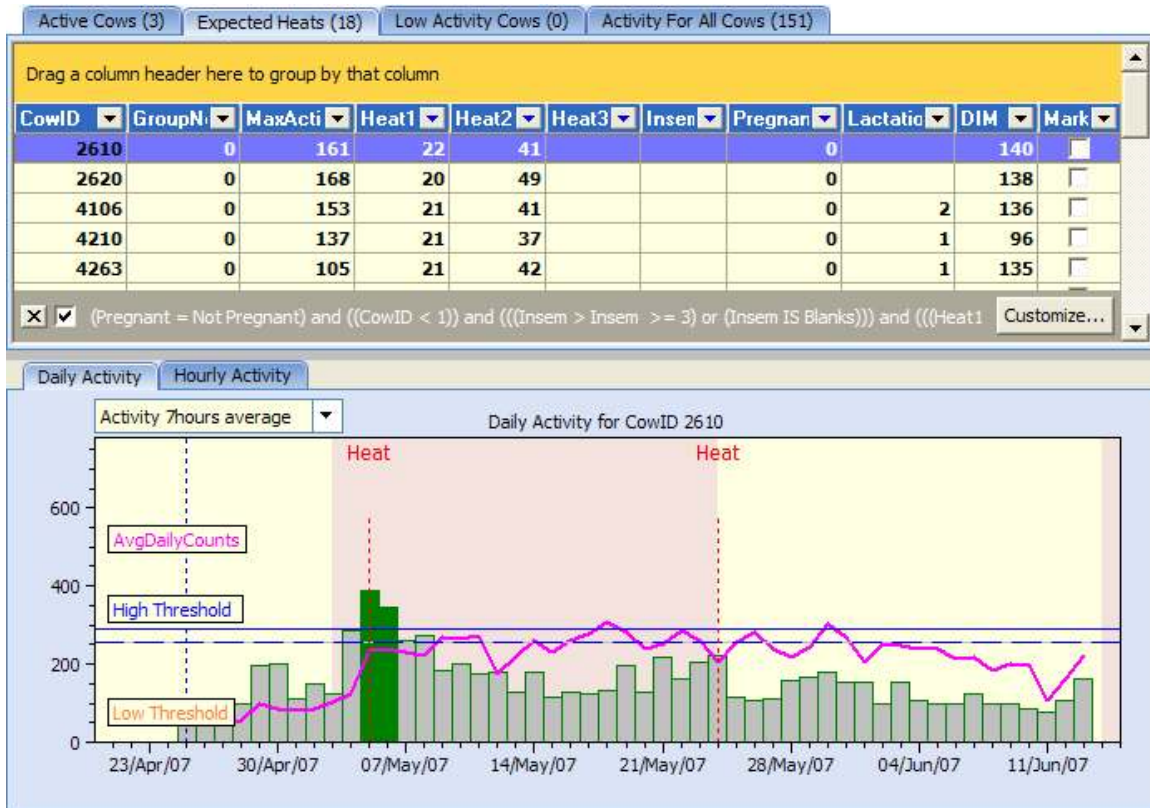 Active Cows (3) Expected Heats (18) Low Activity Cows (0) Activity For All Cows (151)
Drag a column header here to group by that column
CowID GroupN MaxActi Heat1 Heat2 Heat3 Insen Pregnan Lactatic DIM Mark
2610 0 161 22 41 0 140
2620 0 168 20 49 0 138
4106 0 153 21 41 0 2 136
4210 0 137 21 37 0 1 96
4263 0 105 21 42 0 1 135
(Pregnant = Not Pregnant) and ((CowID < 1)) and (((Insem > Insem >= 3) or (Insem IS Blanks))) and (((Heat1 Customize...
Daily Activity Hourly Activity
Activity 7hours average
Daily Activity for CowID 2610
Heat Heat
600
AvgDailyCounts
400
High Threshold
200
Low Threshold
0
23/Apr/07 30/Apr/07 07/May/07 14/May/07 21/May/07 28/May/07 04/Jun/07 11/Jun/07